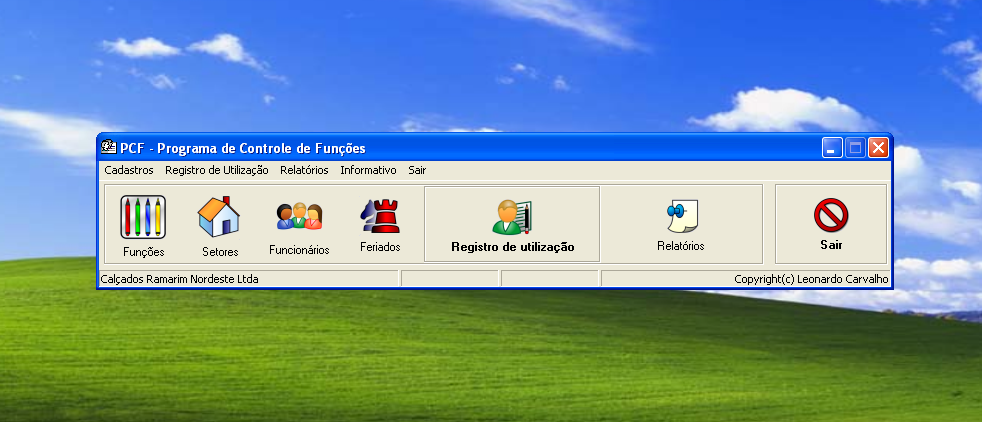 PCF - Programa de Controle de Funções
Cadastros Registro de Utilização Relatórios Informativo Sair
Funções Setores Funcionários Feriados Registro de utilização Relatórios Sair
Calçados Ramarim Nordeste Ltda Copyright(c) Leonardo Carvalho